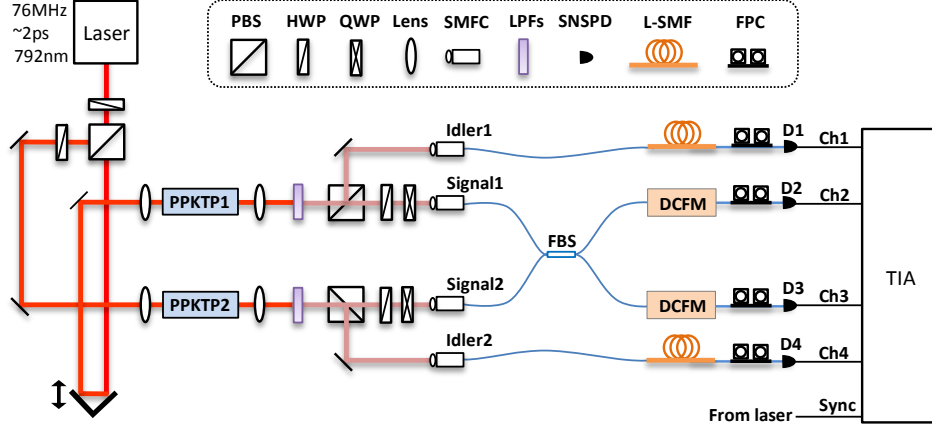 76MHz
~2ps
792nm
Laser
PBS HWP QWP Lens SMFC LPFs SNSPD L-SMF FPC
Idler1
D1 Ch1
PPKTP1
Signal1
DCFM
D2 Ch2
FBS
TIA
PPKTP2
Signal2
DCFM
D3 Ch3
Idler2
D4 Ch4
From laser Sync